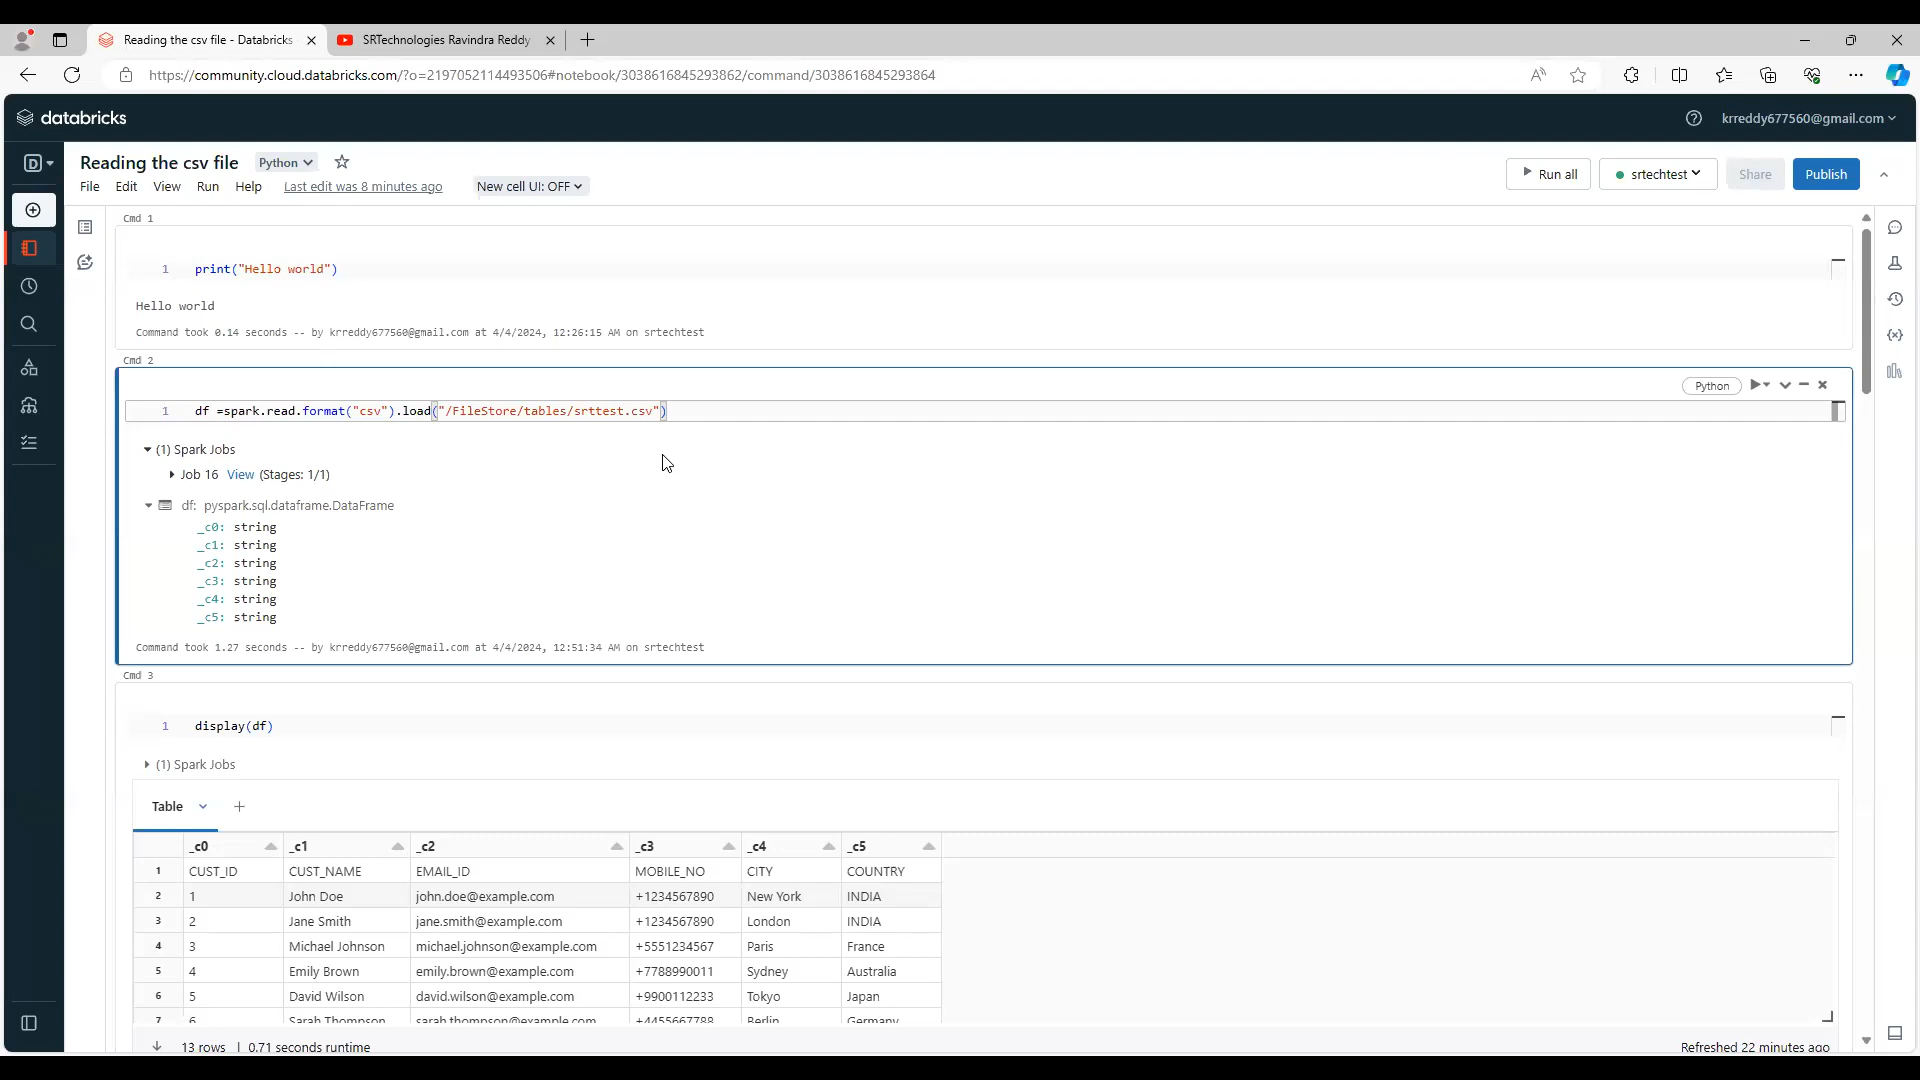 Reading the csv file - Databricks
SRTechnologies Ravindra Reddy
https://community.cloud.databricks.com/?o=2197052114493506#notebook/3038616845293862/command/3038616845293864
databricks
krreddy677560@gmail.com
D
Reading the csv file
Python
File Edit View Run Help Last edit was 8 minutes ago New cell UI: OFF
Run all
srtechtest
Share
Publish
Cmd 1
1 print("Hello world")
Hello world
Command took 0.14 seconds -- by krreddy677560@gmail.com at 4/4/2024, 12:26:15 AM on srtechtest
Cmd 2
Python
1 df =spark.read.format("csv").load("/FileStore/tables/srttest.csv")
(1) Spark Jobs
Job 16 View (Stages: 1/1)
df: pyspark.sql.dataframe.DataFrame
_c0: string
_c1: string
_c2: string
_c3: string
_c4: string
_c5: string
Command took 1.27 seconds -- by krreddy677560@gmail.com at 4/4/2024, 12:51:34 AM on srtechtest
Cmd 3
1 display(df)
(1) Spark Jobs
Table
_c0 _c1 _c2 _c3 _c4 _c5
1 CUST_ID CUST_NAME EMAIL_ID MOBILE_NO CITY COUNTRY
2 1 John Doe john.doe@example.com +1234567890 New York INDIA
3 2 Jane Smith jane.smith@example.com +1234567890 London INDIA
4 3 Michael Johnson michael.johnson@example.com +5551234567 Paris France
5 4 Emily Brown emily.brown@example.com +7788990011 Sydney Australia
6 5 David Wilson david.wilson@example.com +9900112233 Tokyo Japan
7 6 Sarah Thompson sarah.thompson@example.com +4455667788 Berlin Germany
13 rows | 0.71 seconds runtime
Refreshed 22 minutes ago